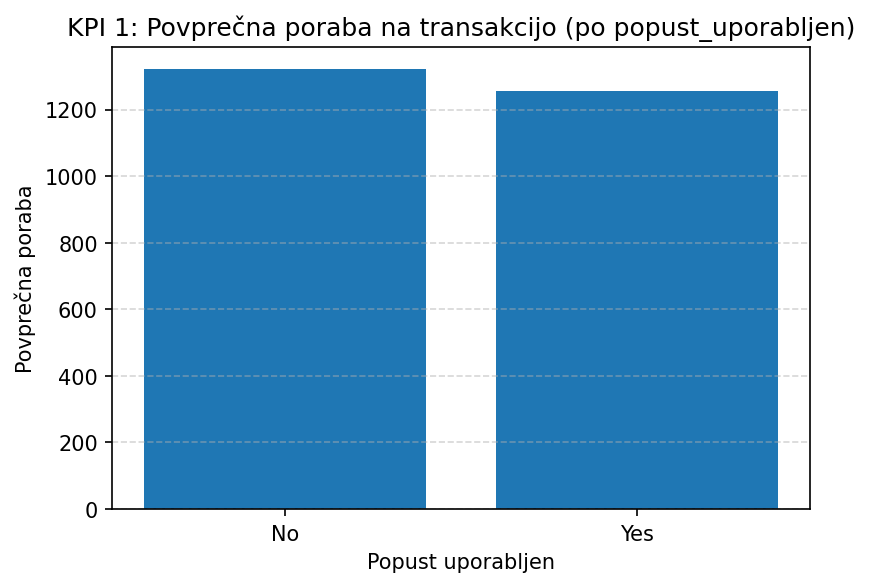 KPI 1: Povprečna poraba na transakcijo (po popust_uporabljen)
Povprečna poraba
1200
1000
800
600
400
200
0
No
Yes
Popust uporabljen